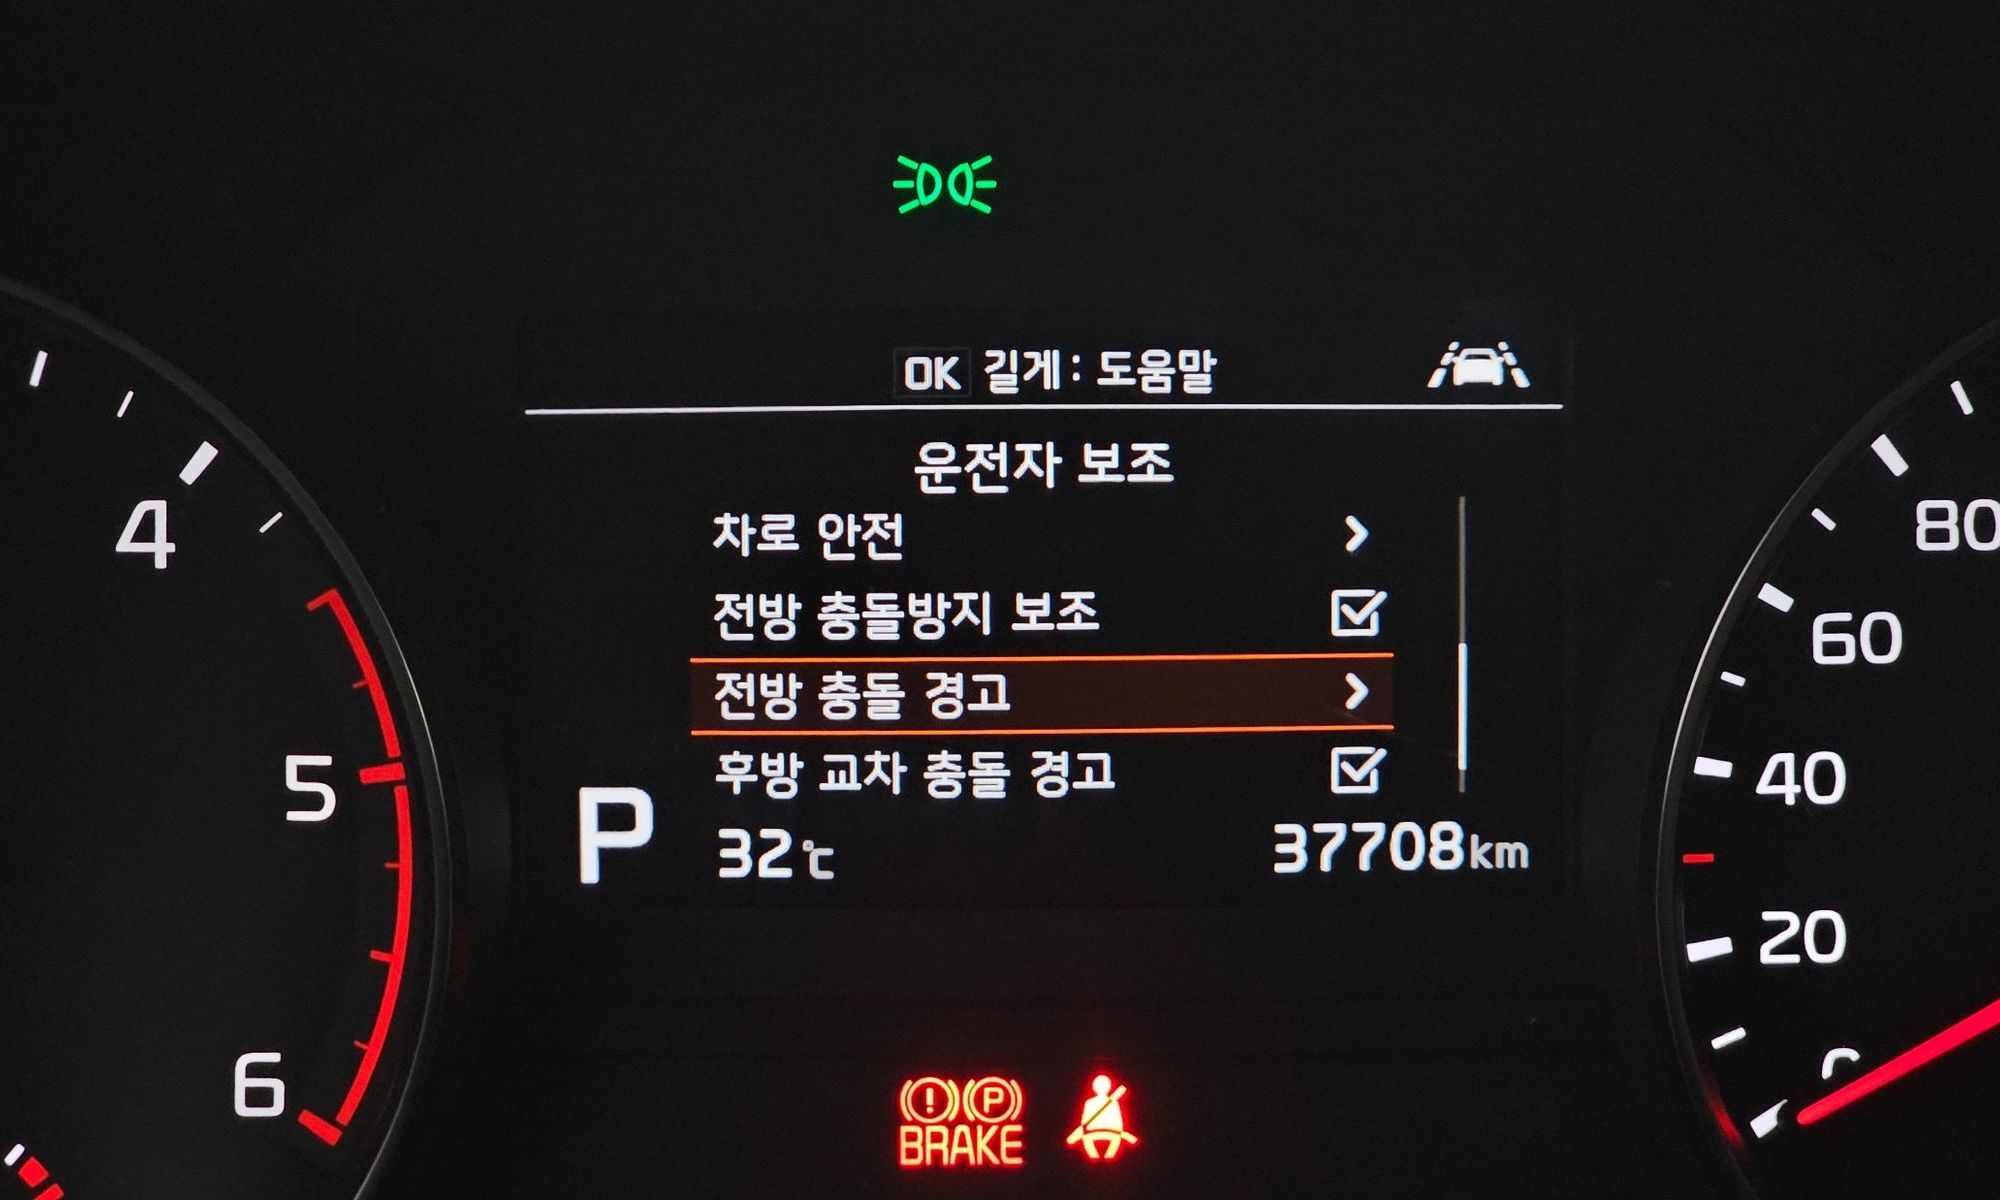 OK 길게 : 도움말
운전자 보조
차로 안전
전방 충돌방지 보조
전방 충돌 경고
후방 교차 충돌 경고
P 32℃ 37708km
4
5
6
80
60
40
20
BRAKE